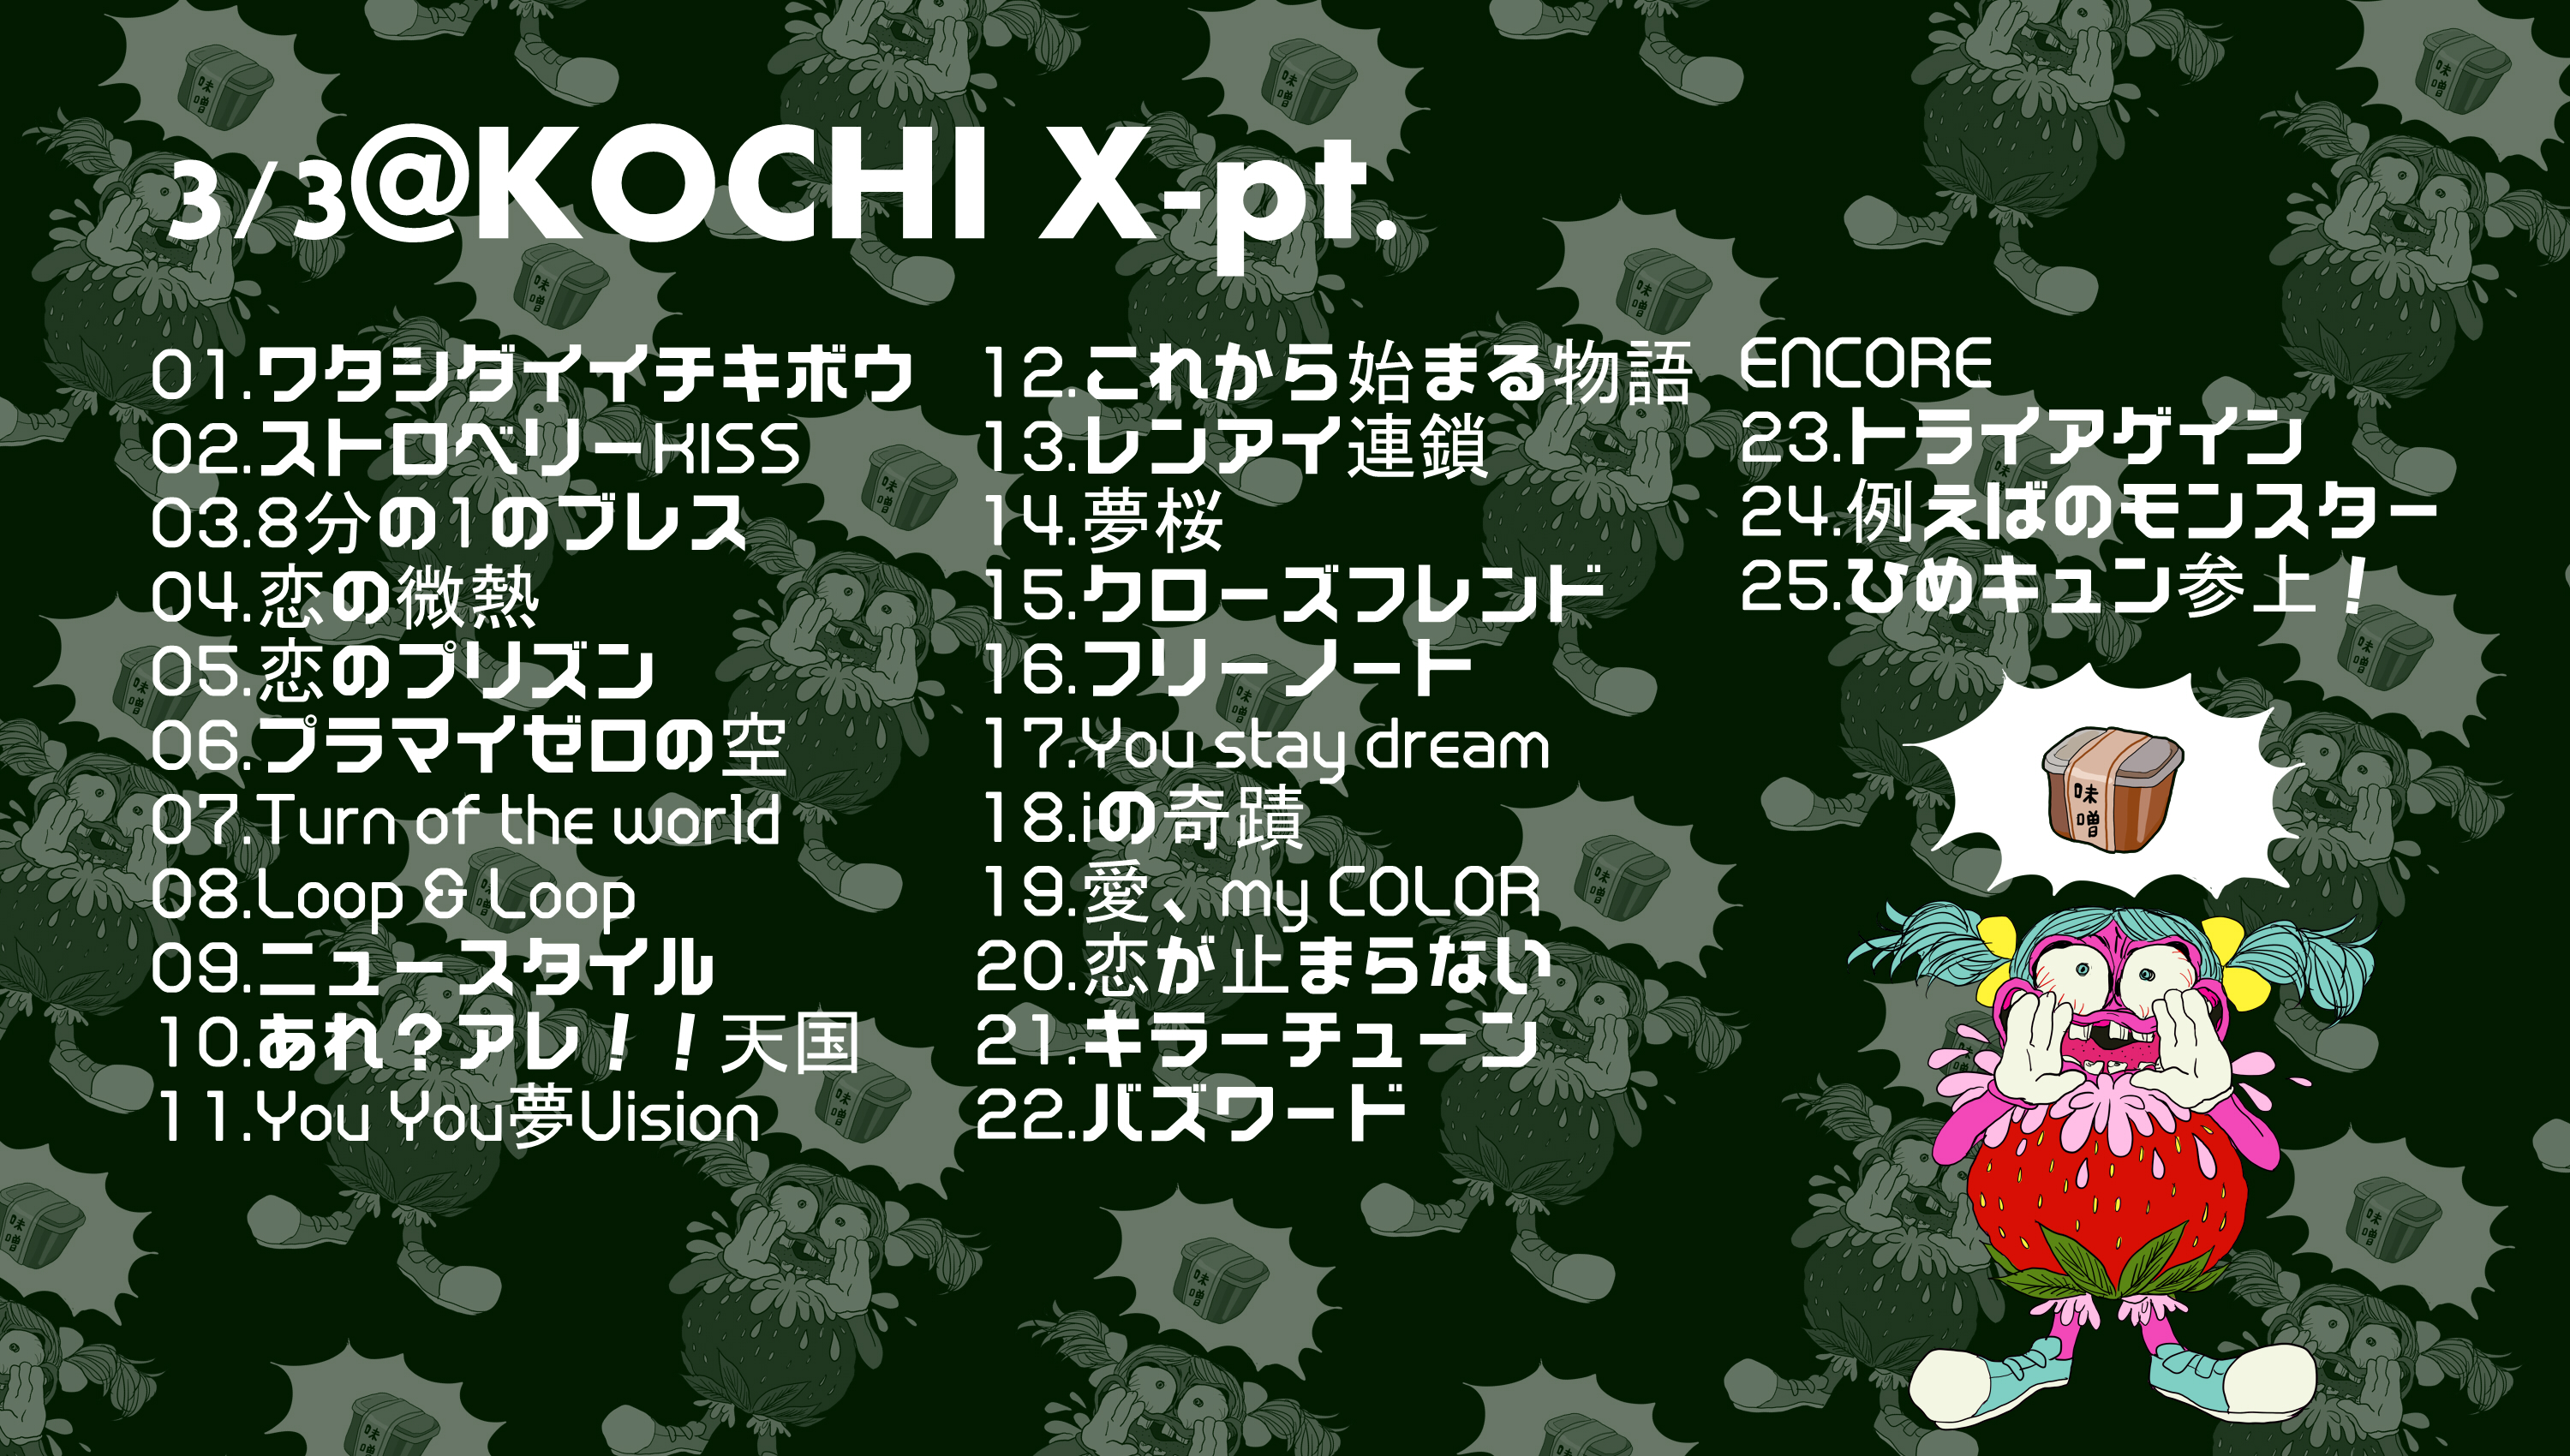 3/3@KOCHI X-pt.
01.ワタシダイイチキボウ
02.ストロベリーKISS
03.8分の1のブレス
04.恋の微熱
05.恋のプリズン
06.プラマイゼロの空
07.Turn of the world
08.Loop & Loop
09.ニュースタイル
10.あれ？アレ！！天国
11.You You夢Vision
12.これから始まる物語
13.レンアイ連鎖
14.夢桜
15.クローズフレンド
16.フリーノート
17.You stay dream
18.iの奇蹟
19.愛、my COLOR
20.恋が止まらない
21.キラーチューン
22.バズワード
ENCORE
23.トライアゲイン
24.例えばのモンスター
25.ひめキュン参上！
味噌